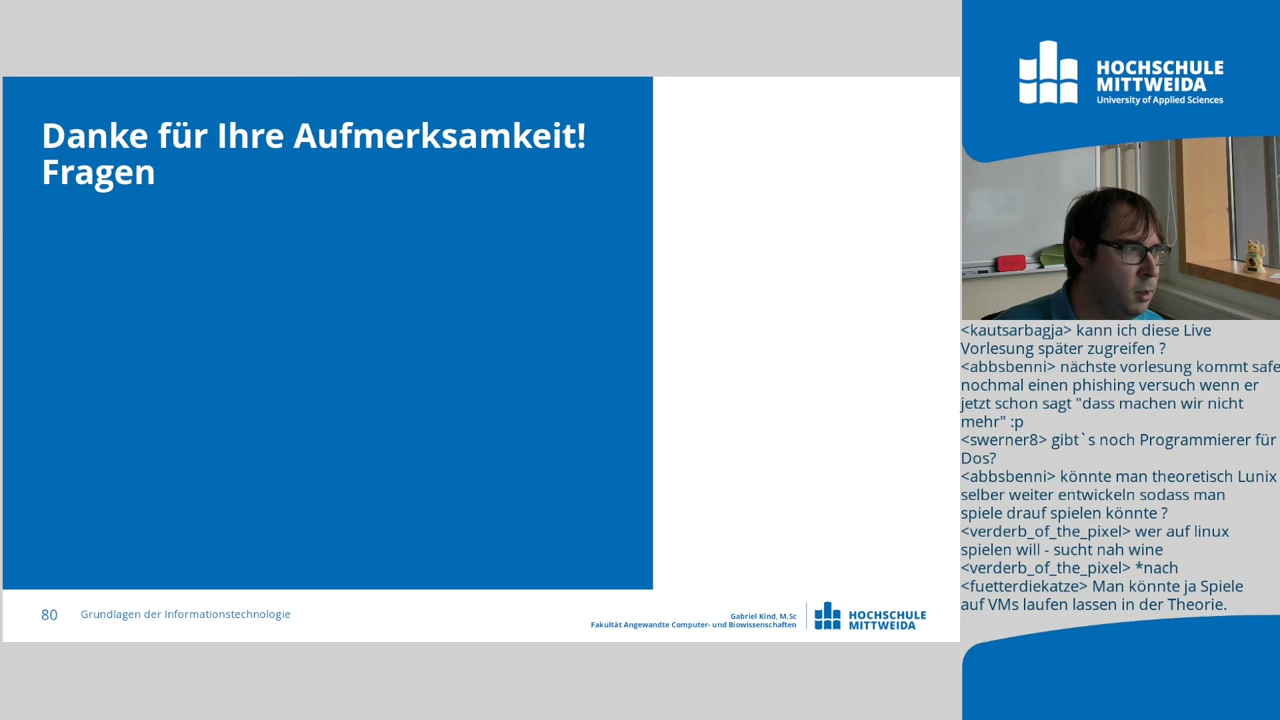 Danke für Ihre Aufmerksamkeit!
Fragen
80
Grundlagen der Informationstechnologie
Gabriel Kind, M.Sc
Fakultät Angewandte Computer- und Biowissenschaften
HOCHSCHULE
MITTWEIDA
HOCHSCHULE
MITTWEIDA
University of Applied Sciences
<kautsarbagja> kann ich diese Live
Vorlesung später zugreifen ?
<abbsbenni> nächste vorlesung kommt safe
nochmal einen phishing versuch wenn er
jetzt schon sagt "dass machen wir nicht
mehr" :p
<swerner8> gibt`s noch Programmierer für
Dos?
<abbsbenni> könnte man theoretisch Lunix
selber weiter entwickeln sodass man
spiele drauf spielen könnte ?
<verderb_of_the_pixel> wer auf linux
spielen will - sucht nah wine
<verderb_of_the_pixel> *nach
<fuetterdiekatze> Man könnte ja Spiele
auf VMs laufen lassen in der Theorie.